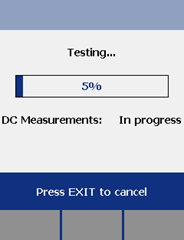 Testing...
5%
DC Measurements: In progress
Press EXIT to cancel